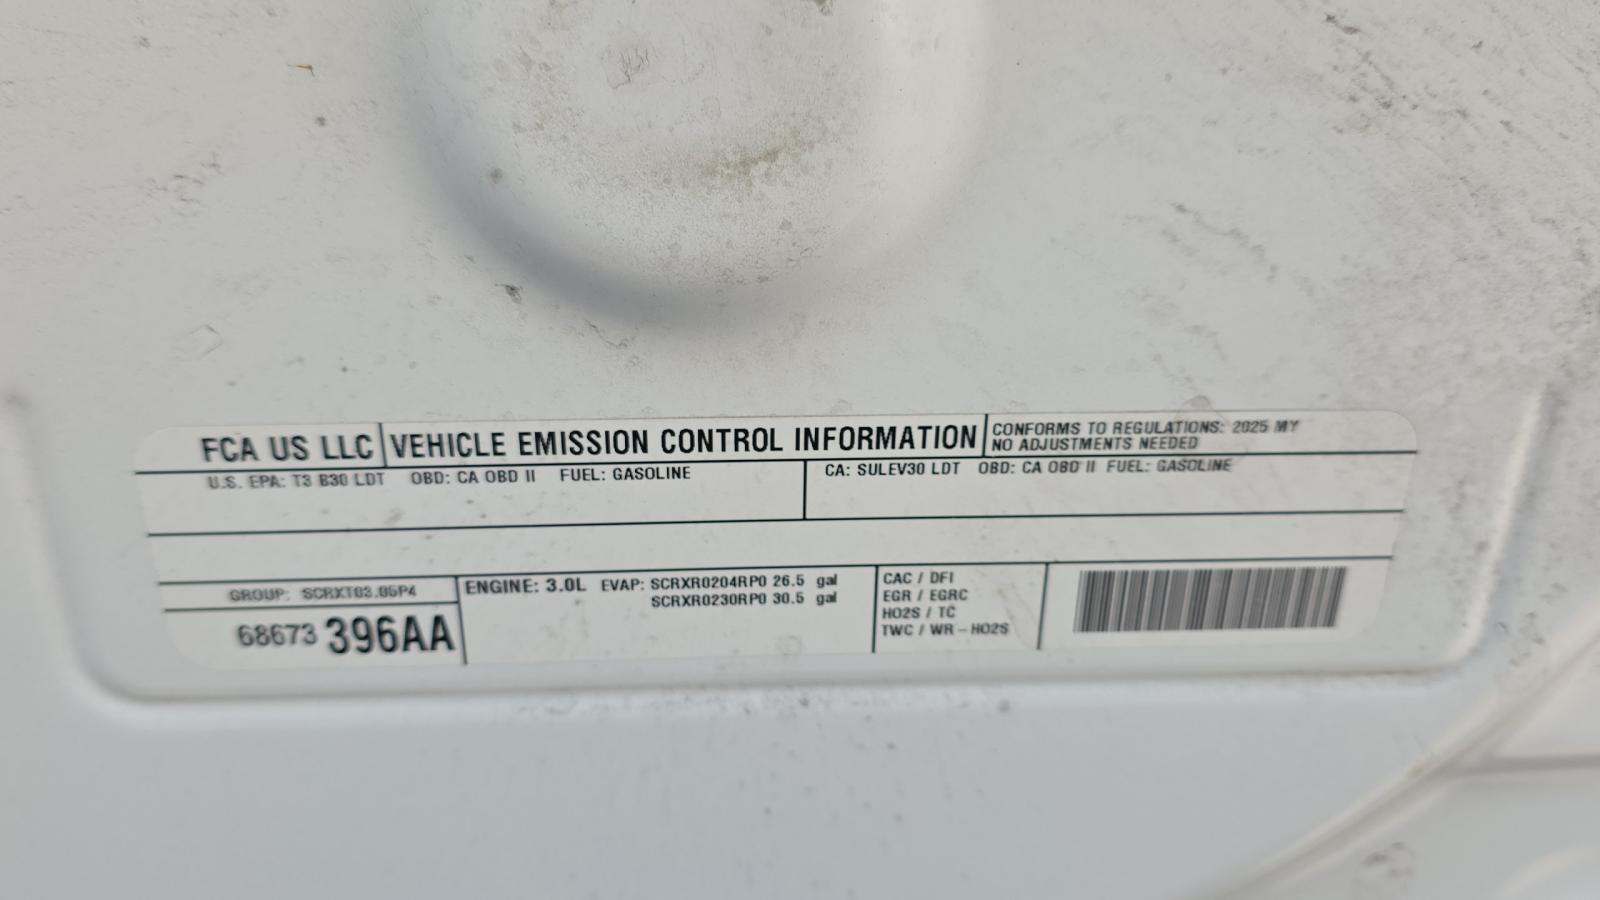 FCA US LLC VEHICLE EMISSION CONTROL INFORMATION
CONFORMS TO REGULATIONS: 2025 MY
NO ADJUSTMENTS NEEDED
U.S. EPA: T3 B30 LDT OBD: CA OBD II FUEL: GASOLINE
CA: SULEV30 LDT OBD: CA OBD II FUEL: GASOLINE
GROUP: SCRXT03.05P4
68673 396AA
ENGINE: 3.0L EVAP: SCRXR0204RP0 26.5 gal
SCRXR0230RP0 30.5 gal
CAC / DFI
EGR / EGRC
HO2S / TC
TWC / WR - HO2S